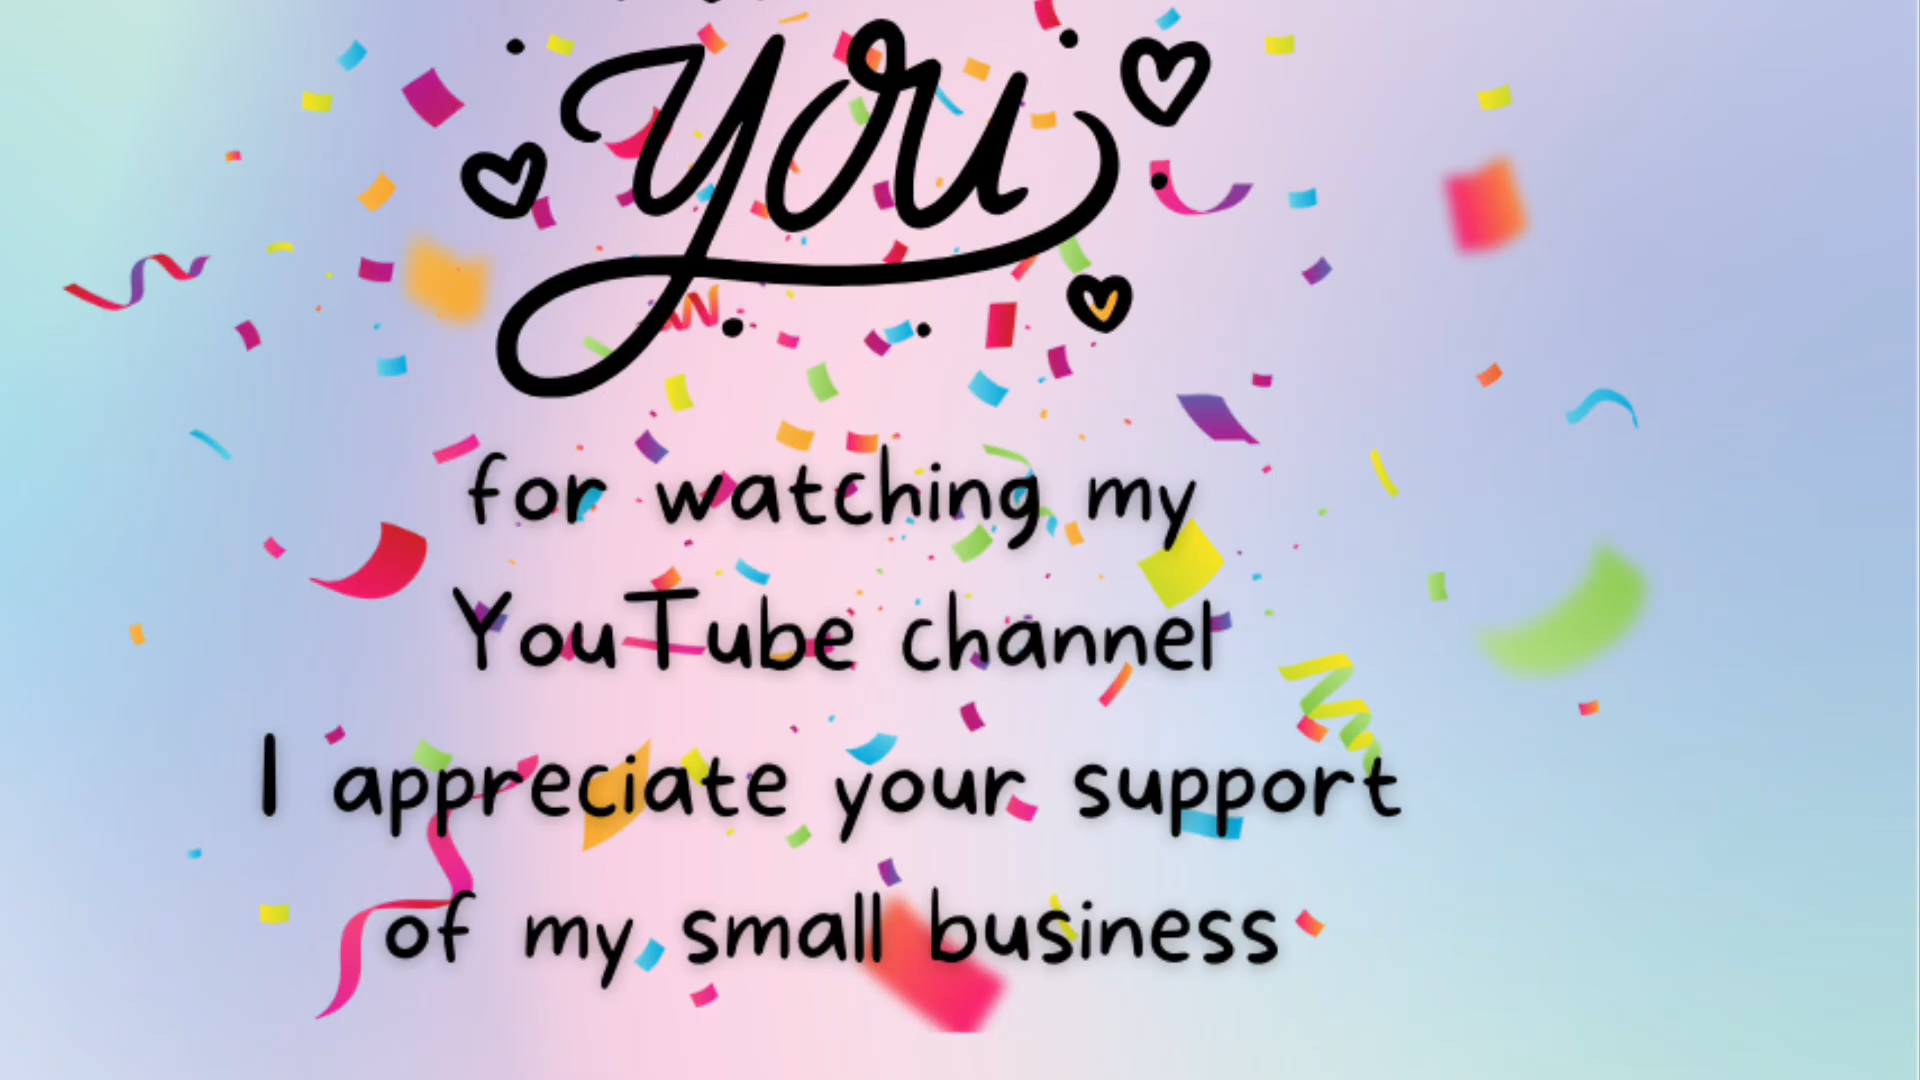 you
for watching my
YouTube channel
I appreciate your support
of my small business